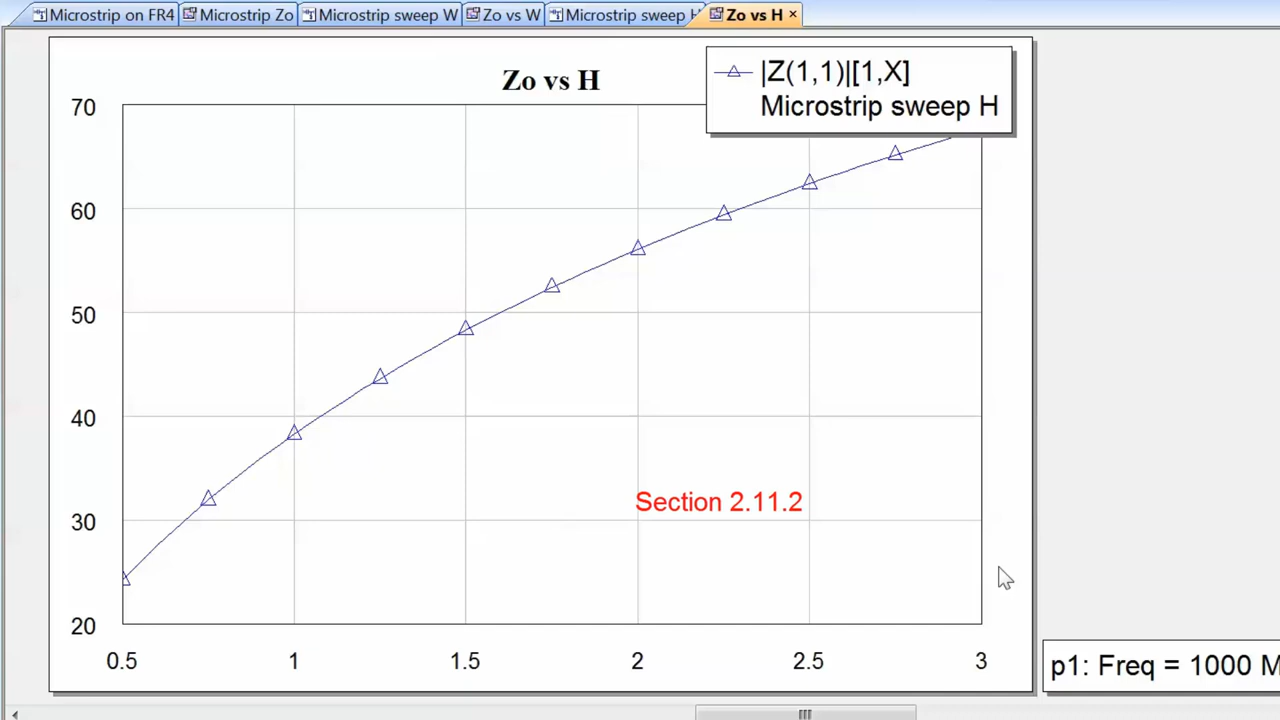 Microstrip on FR4 Microstrip Zo Microstrip sweep W Zo vs W Microstrip sweep H Zo vs H ×
Zo vs H
|Z(1,1)|[1,X]
Microstrip sweep H
70
60
50
40
30
20
Section 2.11.2
0.5 1 1.5 2 2.5 3
p1: Freq = 1000 M